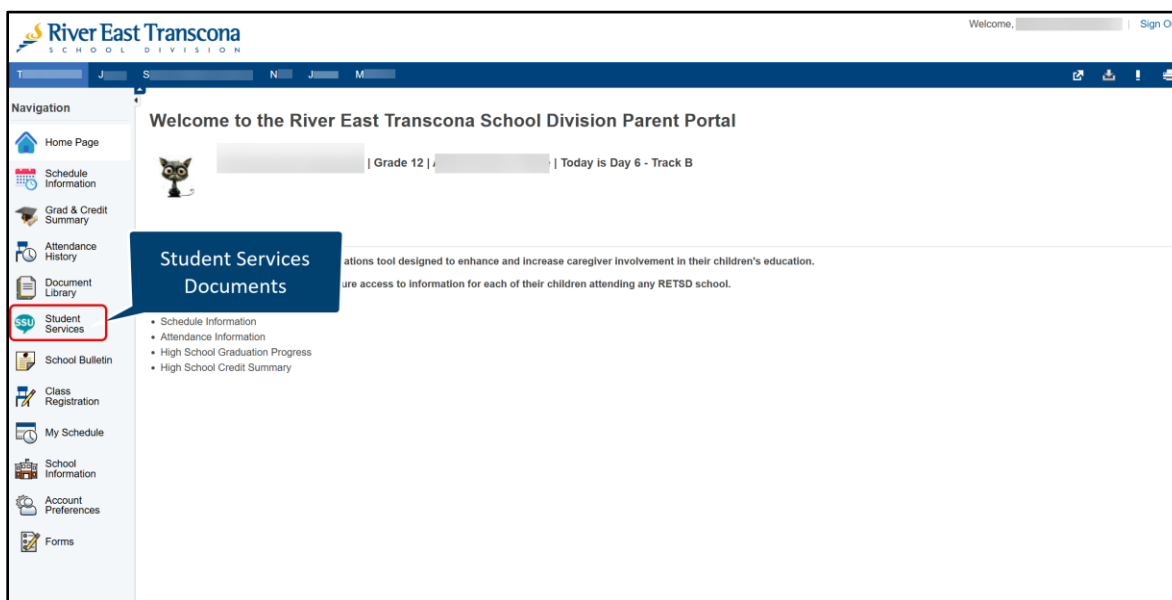 River East Transcona
SCHOOL DIVISION
Welcome,
Sign O
T J S N J M
Navigation
Home Page
Schedule
Information
Grad & Credit
Summary
Attendance
History
Document
Library
SSU
Student
Services
School Bulletin
Class
Registration
My Schedule
School
Information
Account
Preferences
Forms
Welcome to the River East Transcona School Division Parent Portal
| Grade 12 | | Today is Day 6 - Track B
Student Services
Documents
ations tool designed to enhance and increase caregiver involvement in their children's education.
ure access to information for each of their children attending any RETSD school.
• Schedule Information
• Attendance Information
• High School Graduation Progress
• High School Credit Summary